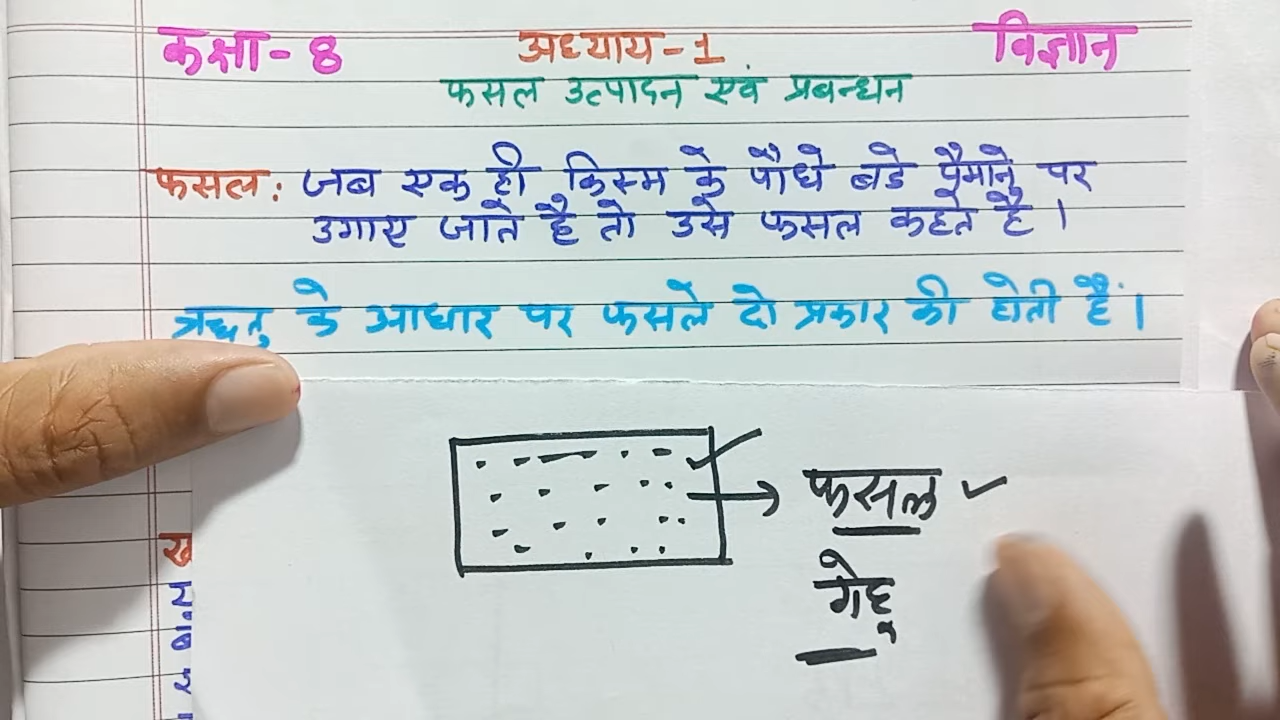 कक्षा- 8 अध्याय-1 विज्ञान
फसल उत्पादन एवं प्रबन्धन
फसल: जब एक ही किस्म के पौधे बडे पैमाने पर
उगाए जाते है तो उसे फसल कहते है ।
ऋतु के आधार पर फसले दो प्रकार की होती हैं।
फसल
गेहू